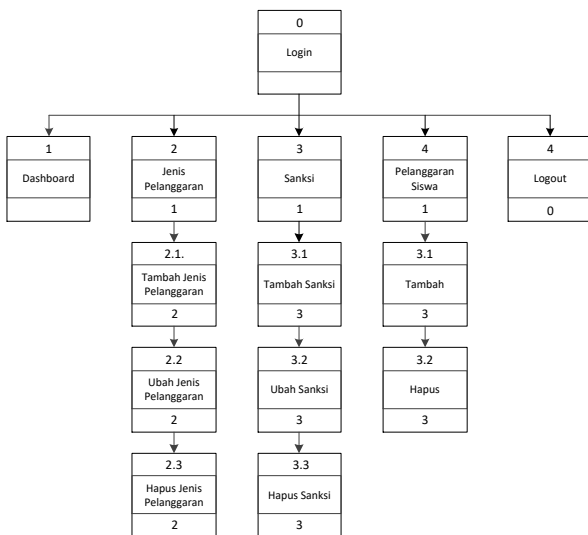 0
Login
1
Dashboard
2
Jenis
Pelanggaran
1
3
Sanksi
1
4
Pelanggaran
Siswa
1
4
Logout
0
2.1.
Tambah Jenis
Pelanggaran
2
3.1
Tambah Sanksi
3
3.1
Tambah
3
2.2
Ubah Jenis
Pelanggaran
2
3.2
Ubah Sanksi
3
3.2
Hapus
3
2.3
Hapus Jenis
Pelanggaran
2
3.3
Hapus Sanksi
3